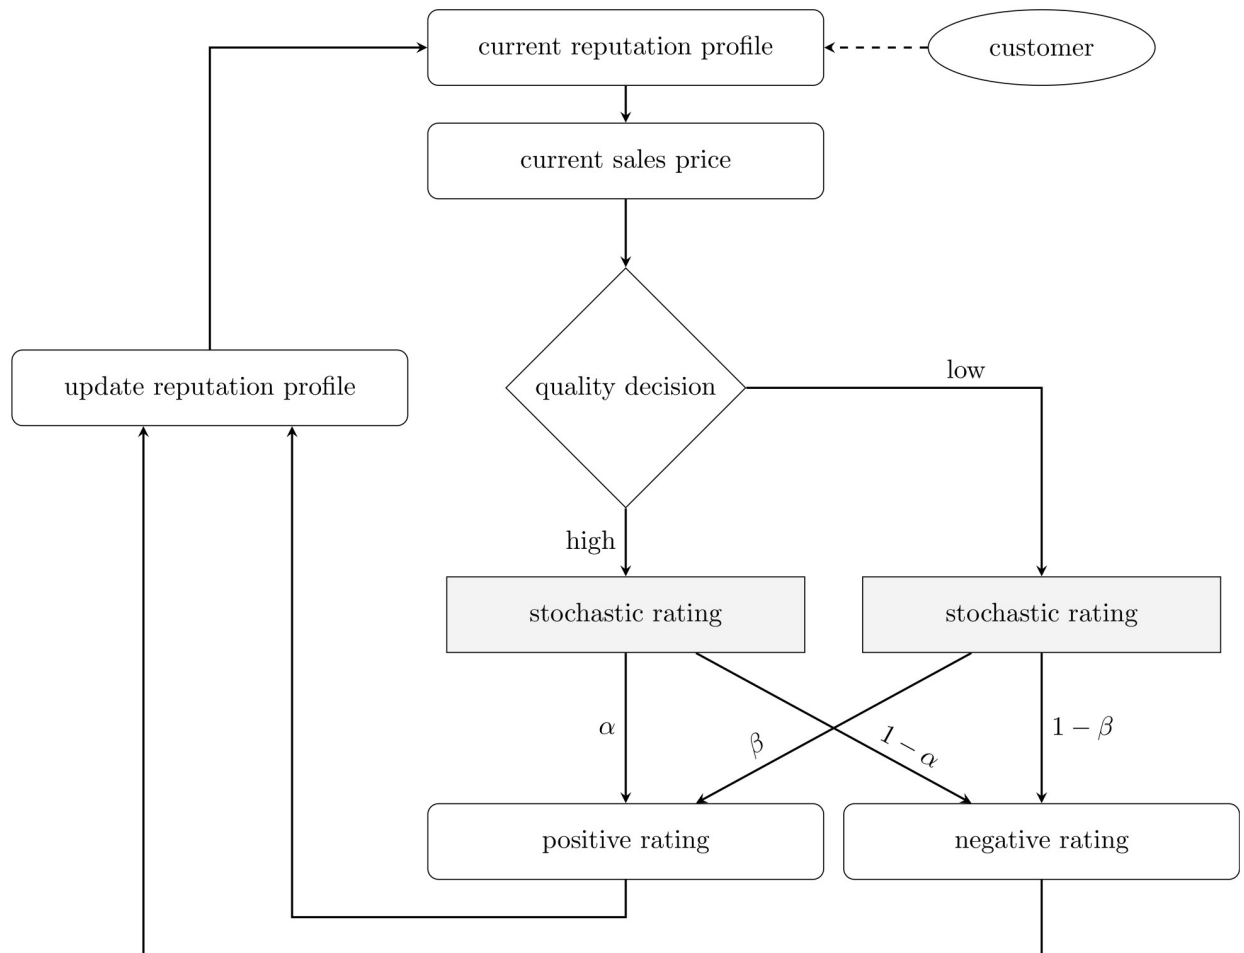 current reputation profile
customer
current sales price
update reputation profile
quality decision
low
high
stochastic rating
stochastic rating
α
β
1 − α
1 − β
positive rating
negative rating